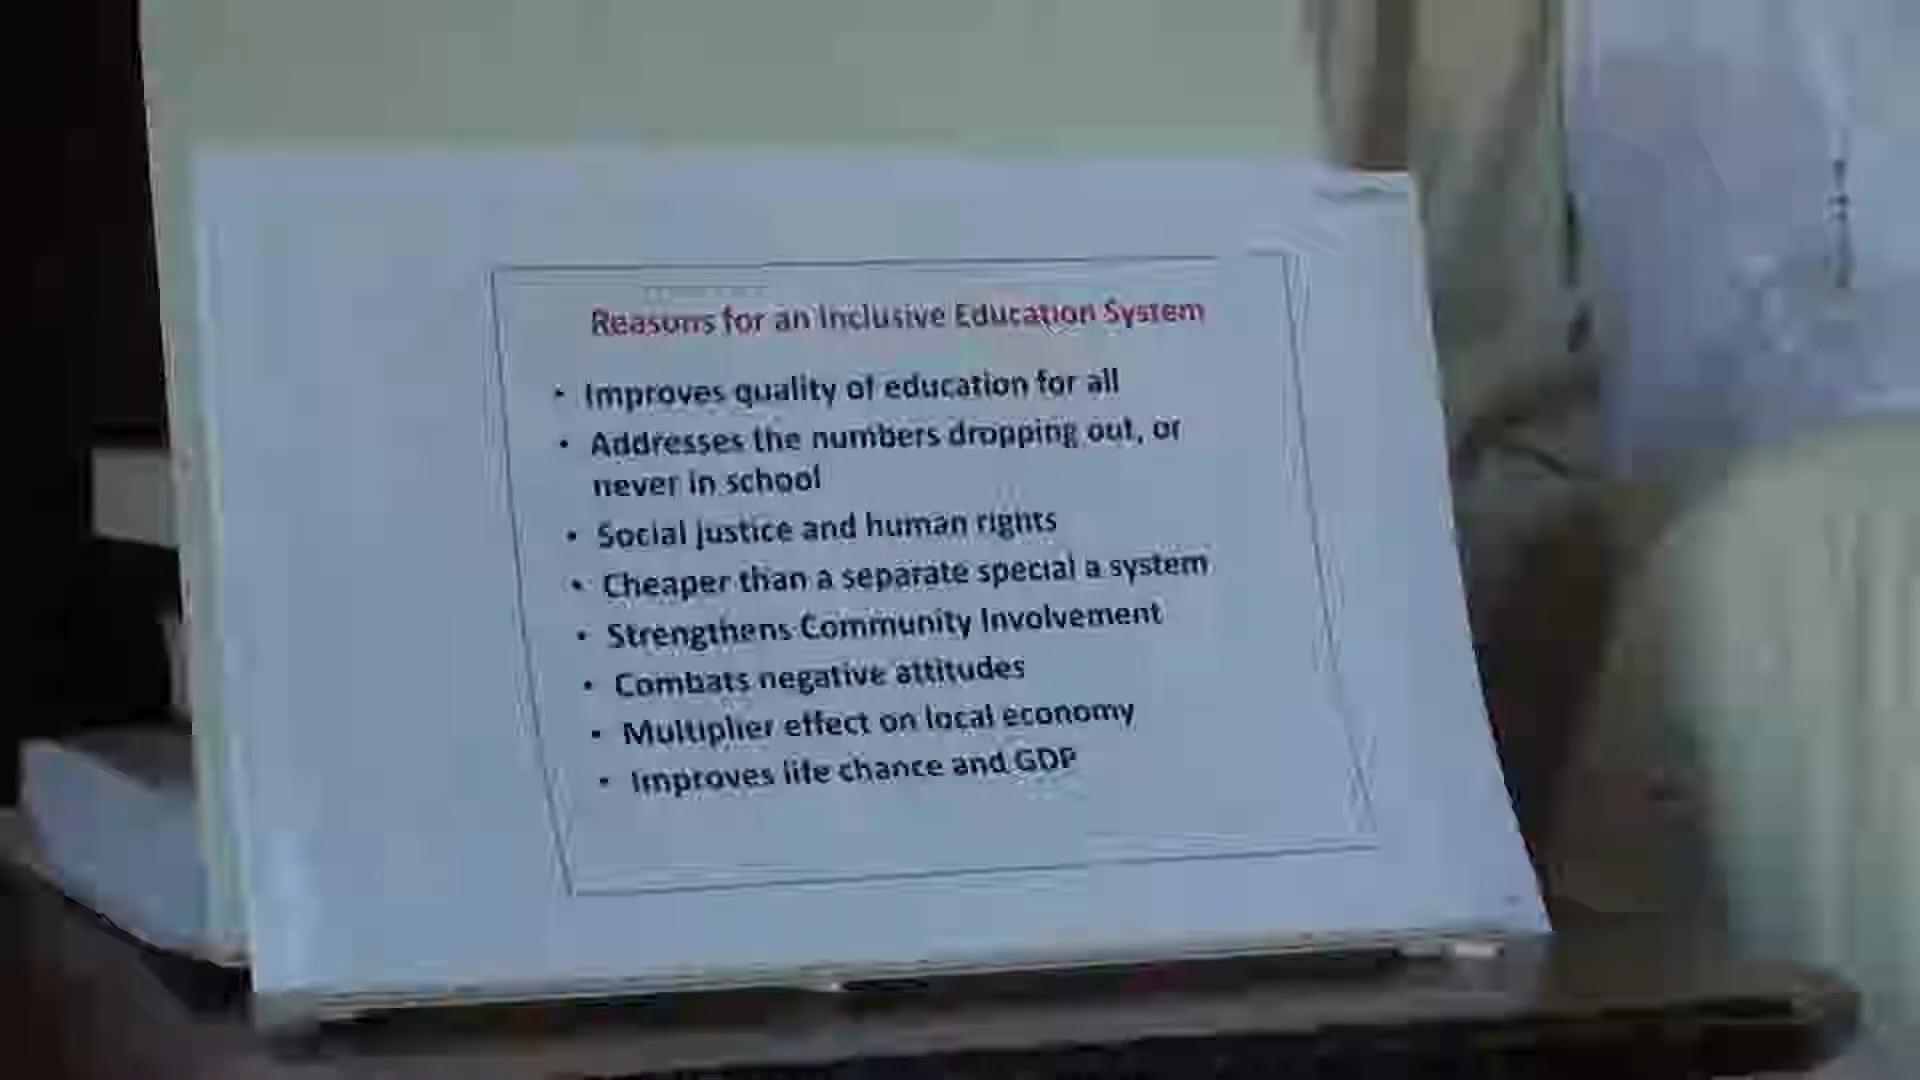 Reasons for an Inclusive Education System
• Improves quality of education for all
• Addresses the numbers dropping out, or
never in school
• Social justice and human rights
• Cheaper than a separate special a system
• Strengthens Community Involvement
• Combats negative attitudes
• Multiplier effect on local economy
• Improves life chance and GDP